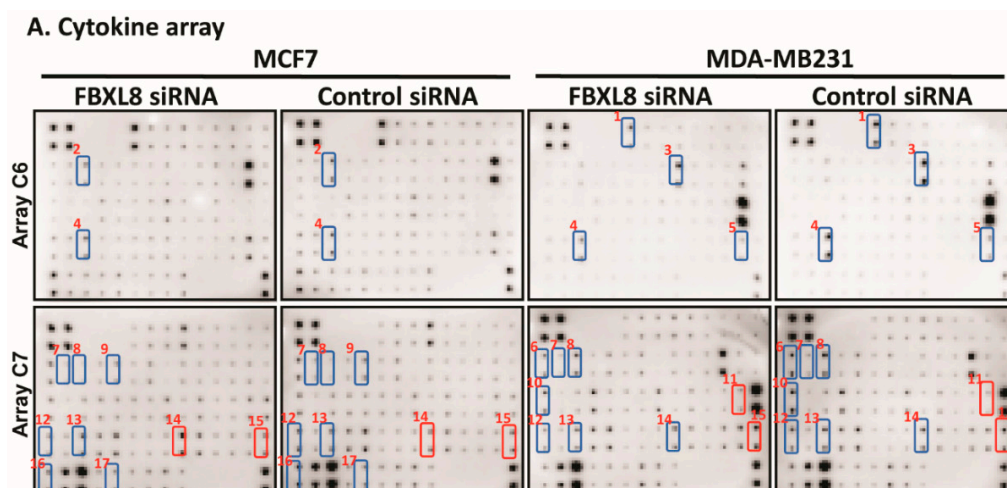 A. Cytokine array
MCF7 MDA-MB231
FBXL8 siRNA Control siRNA FBXL8 siRNA Control siRNA
Array C6
1 1
2 2 3 3
4 4 4 5 4 5
Array C7
7 8 9 7 8 9 6 7 8 6 7 8
10 11 10 11
12 13 14 15 12 13 14 15 12 13 14 15 12 13 14
16 17 16 17